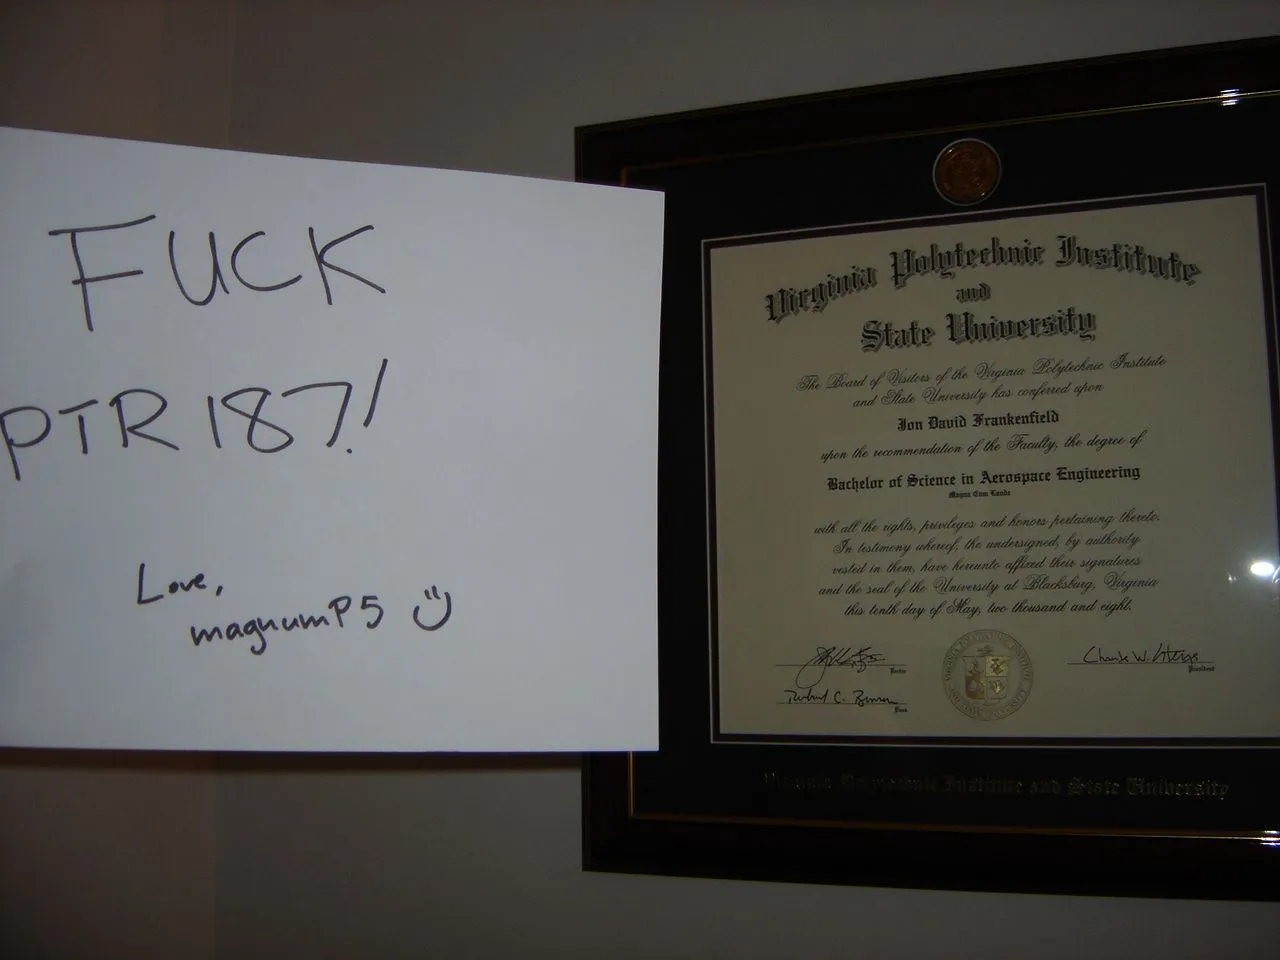 FUCK
PTR187!
Love,
magnumP5
Virginia Polytechnic Institute
and
State University
The Board of Visitors of the Virginia Polytechnic Institute
and State University has conferred upon
Jon David Frankenfield
upon the recommendation of the Faculty, the degree of
Bachelor of Science in Aerospace Engineering
Magna Cum Laude
with all the rights, privileges and honors pertaining thereto.
In testimony whereof, the undersigned, by authority
vested in them, have hereunto affixed their signatures
and the seal of the University at Blacksburg, Virginia
this tenth day of May, two thousand and eight.
Rector
President
Dean
Virginia Polytechnic Institute and State University